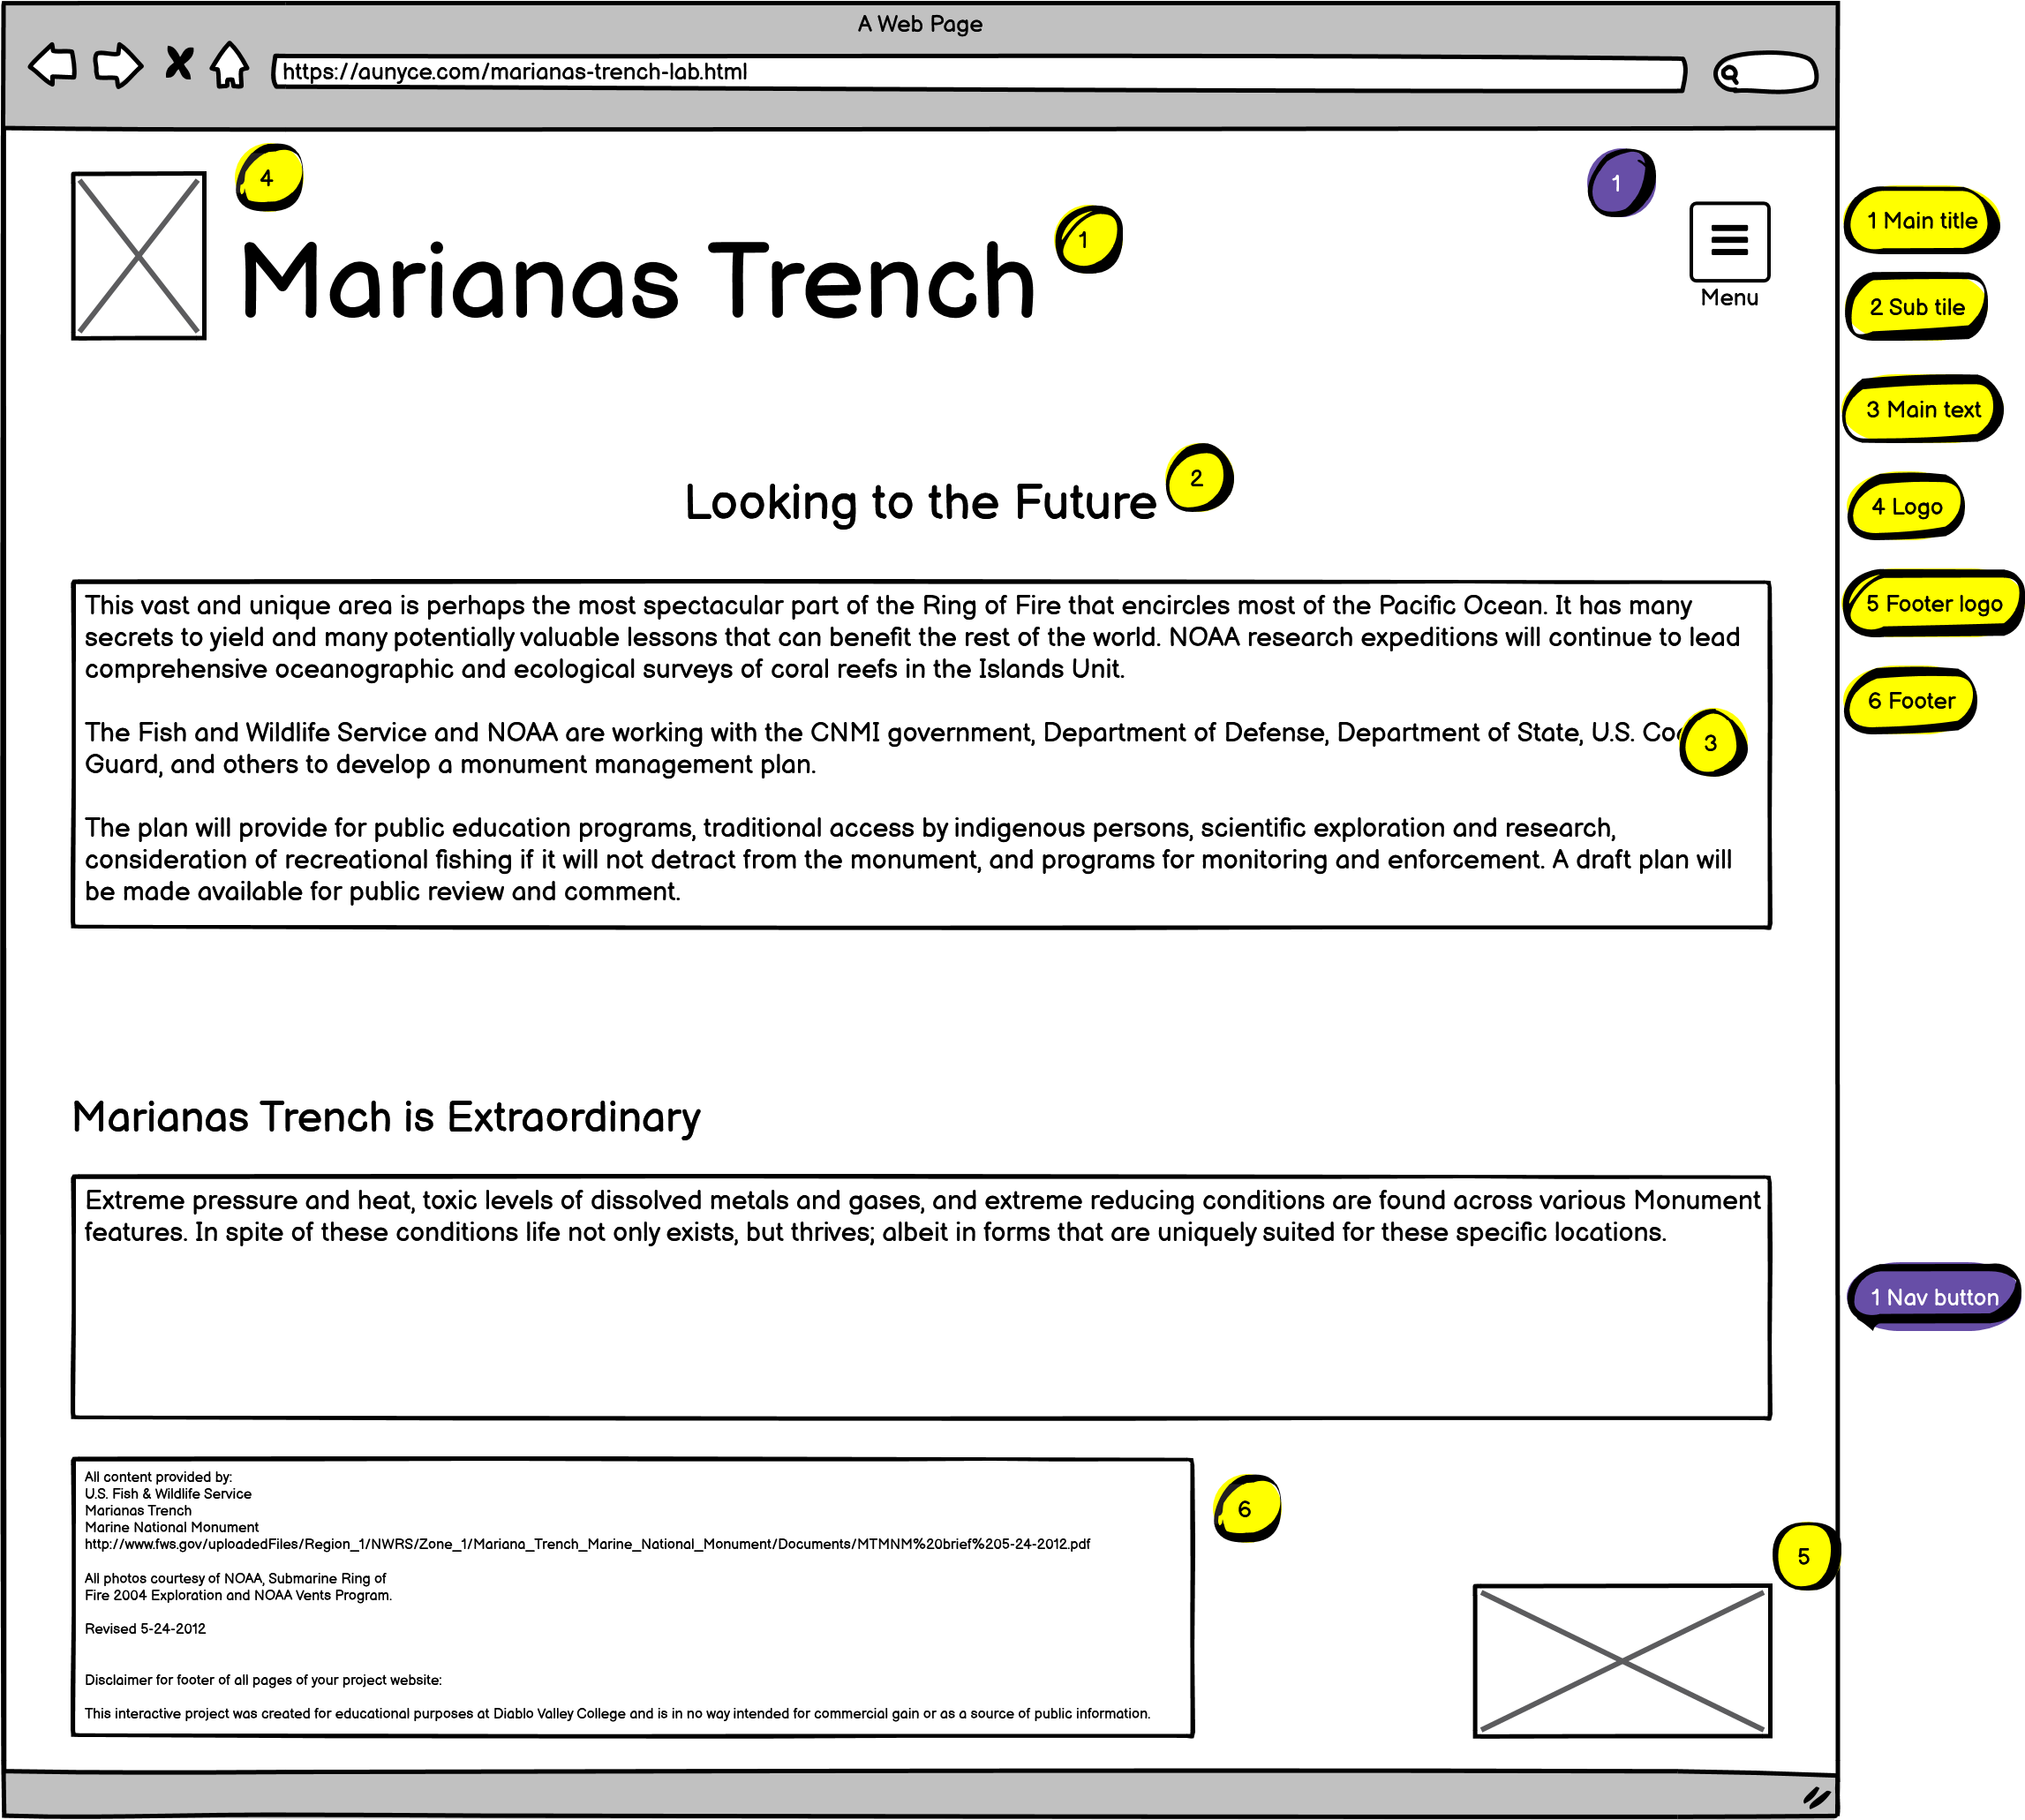 A Web Page
https://aunyce.com/marianas-trench-lab.html
4
1
1
Marianas Trench
Menu
1 Main title
2 Sub tile
3 Main text
4 Logo
5 Footer logo
6 Footer
2
Looking to the Future
This vast and unique area is perhaps the most spectacular part of the Ring of Fire that encircles most of the Pacific Ocean. It has many
secrets to yield and many potentially valuable lessons that can benefit the rest of the world. NOAA research expeditions will continue to lead
comprehensive oceanographic and ecological surveys of coral reefs in the Islands Unit.
The Fish and Wildlife Service and NOAA are working with the CNMI government, Department of Defense, Department of State, U.S.
3
Guard, and others to develop a monument management plan.
The plan will provide for public education programs, traditional access by indigenous persons, scientific exploration and research,
consideration of recreational fishing if it will not detract from the monument, and programs for monitoring and enforcement. A draft plan will
be made available for public review and comment.
Marianas Trench is Extraordinary
Extreme pressure and heat, toxic levels of dissolved metals and gases, and extreme reducing conditions are found across various Monument
features. In spite of these conditions life not only exists, but thrives; albeit in forms that are uniquely suited for these specific locations.
1 Nav button
All content provided by:
U.S. Fish & Wildlife Service
Marianas Trench
Marine National Monument
http://www.fws.gov/uploadedFiles/Region_1/NWRS/Zone_1/Mariana_Trench_Marine_National_Monument/Documents/MTMNM%20brief%205-24-2012.pdf
All photos courtesy of NOAA, Submarine Ring of
Fire 2004 Exploration and NOAA Vents Program.
Revised 5-24-2012
Disclaimer for footer of all pages of your project website:
This interactive project was created for educational purposes at Diablo Valley College and is in no way intended for commercial gain or as a source of public information.
6
5